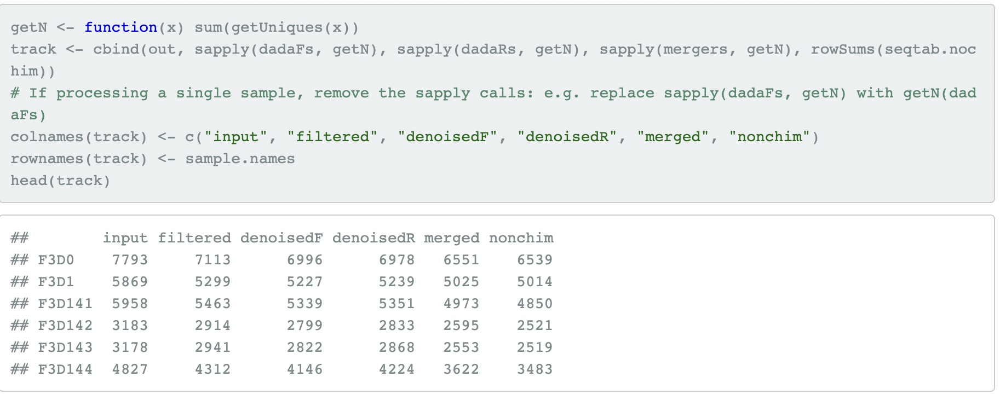 getN <- function(x) sum(getUniques(x))
track <- cbind(out, sapply(dadaFs, getN), sapply(dadaRs, getN), sapply(mergers, getN), rowSums(seqtab.noc
him))
# If processing a single sample, remove the sapply calls: e.g. replace sapply(dadaFs, getN) with getN(dad
aFs)
colnames(track) <- c("input", "filtered", "denoisedF", "denoisedR", "merged", "nonchim")
rownames(track) <- sample.names
head(track)
##        input filtered denoisedF denoisedR merged nonchim
## F3D0    7793     7113      6996      6978   6551    6539
## F3D1    5869     5299      5227      5239   5025    5014
## F3D141  5958     5463      5339      5351   4973    4850
## F3D142  3183     2914      2799      2833   2595    2521
## F3D143  3178     2941      2822      2868   2553    2519
## F3D144  4827     4312      4146      4224   3622    3483